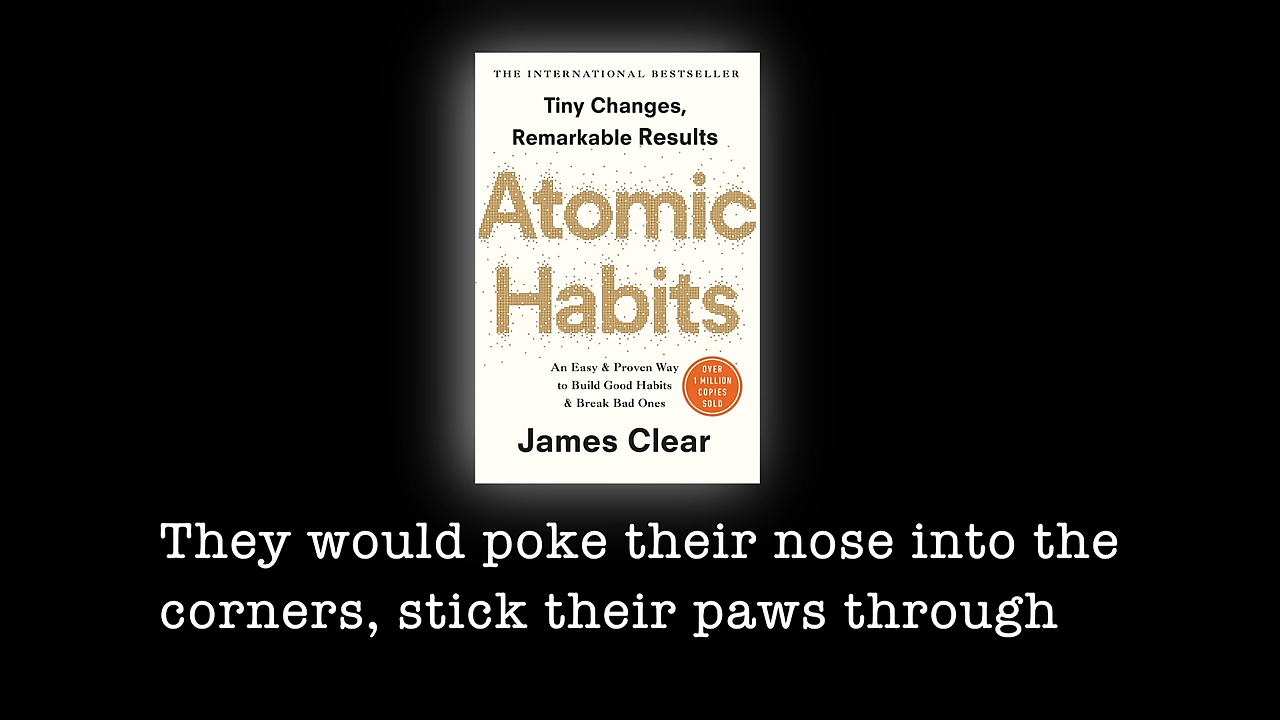 THE INTERNATIONAL BESTSELLER
Tiny Changes,
Remarkable Results
Atomic
Habits
An Easy & Proven Way
to Build Good Habits
& Break Bad Ones
OVER
1 MILLION
COPIES
SOLD
James Clear
They would poke their nose into the
corners, stick their paws through